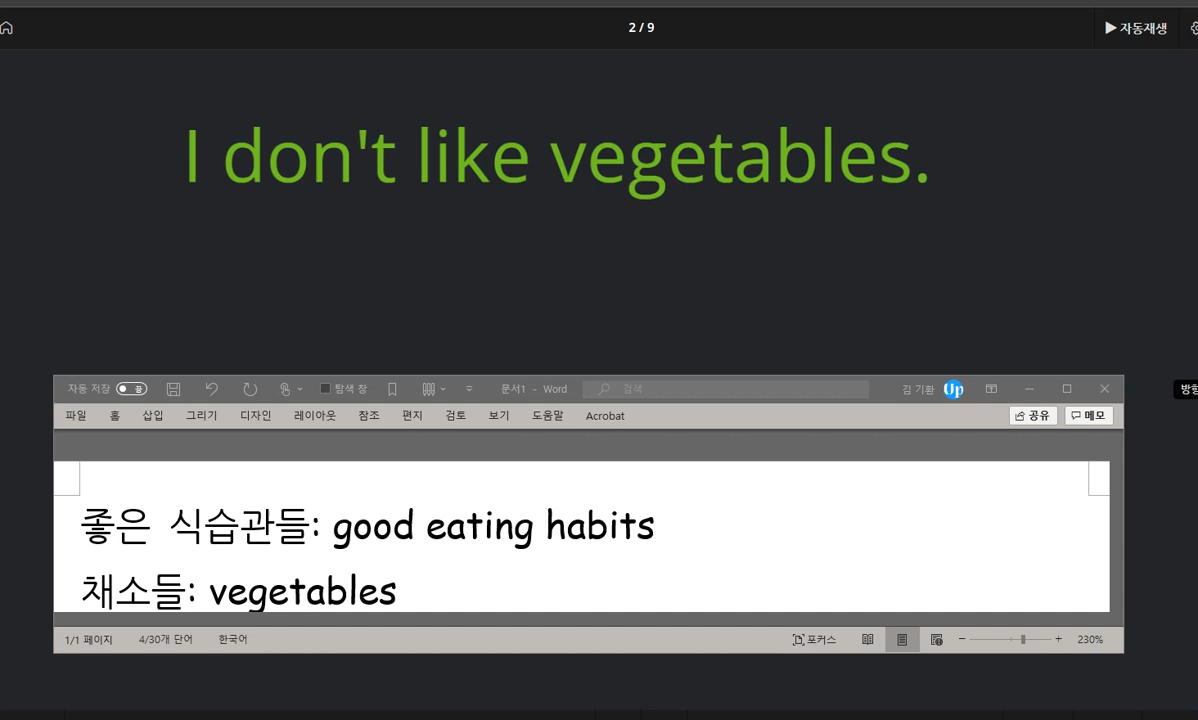 2 / 9
▶ 자동재생
I don't like vegetables.
자동 저장 끔 탐색 창 문서1 - Word 검색 김 기환 Up
방향
파일 홈 삽입 그리기 디자인 레이아웃 참조 편지 검토 보기 도움말 Acrobat 공유 메모
좋은 식습관들: good eating habits
채소들: vegetables
1/1 페이지 4/30개 단어 한국어 포커스 230%